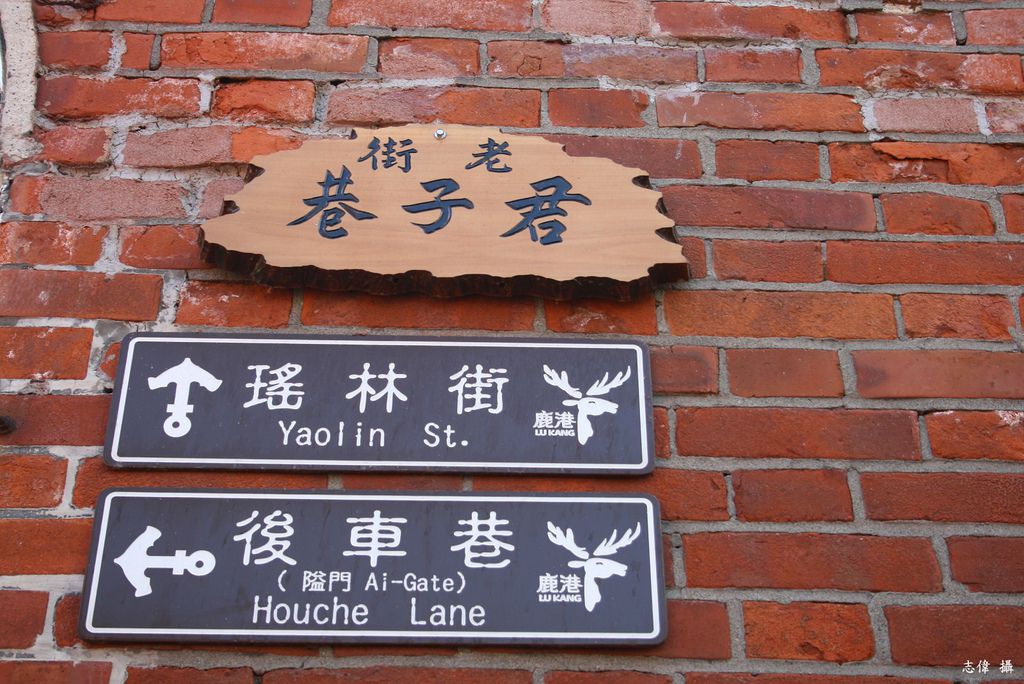 老街
君子巷
瑤林街
Yaolin St.
鹿港
LU KANG
後車巷
(隘門 Ai-Gate)
Houche Lane
鹿港
LU KANG
志偉 攝